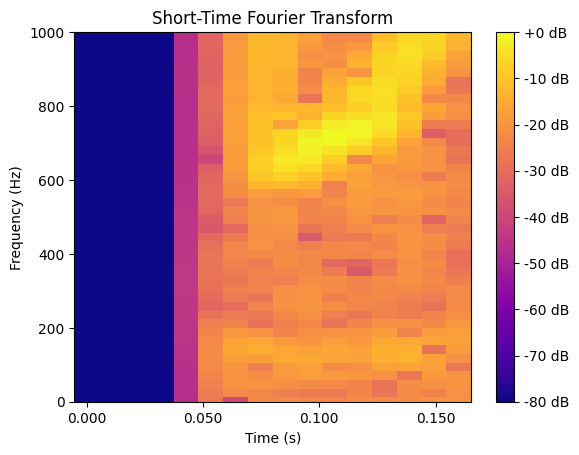 Short-Time Fourier Transform
1000
800
600
400
200
0
Frequency (Hz)
0.000
0.050
0.100
0.150
Time (s)
+0 dB
-10 dB
-20 dB
-30 dB
-40 dB
-50 dB
-60 dB
-70 dB
-80 dB